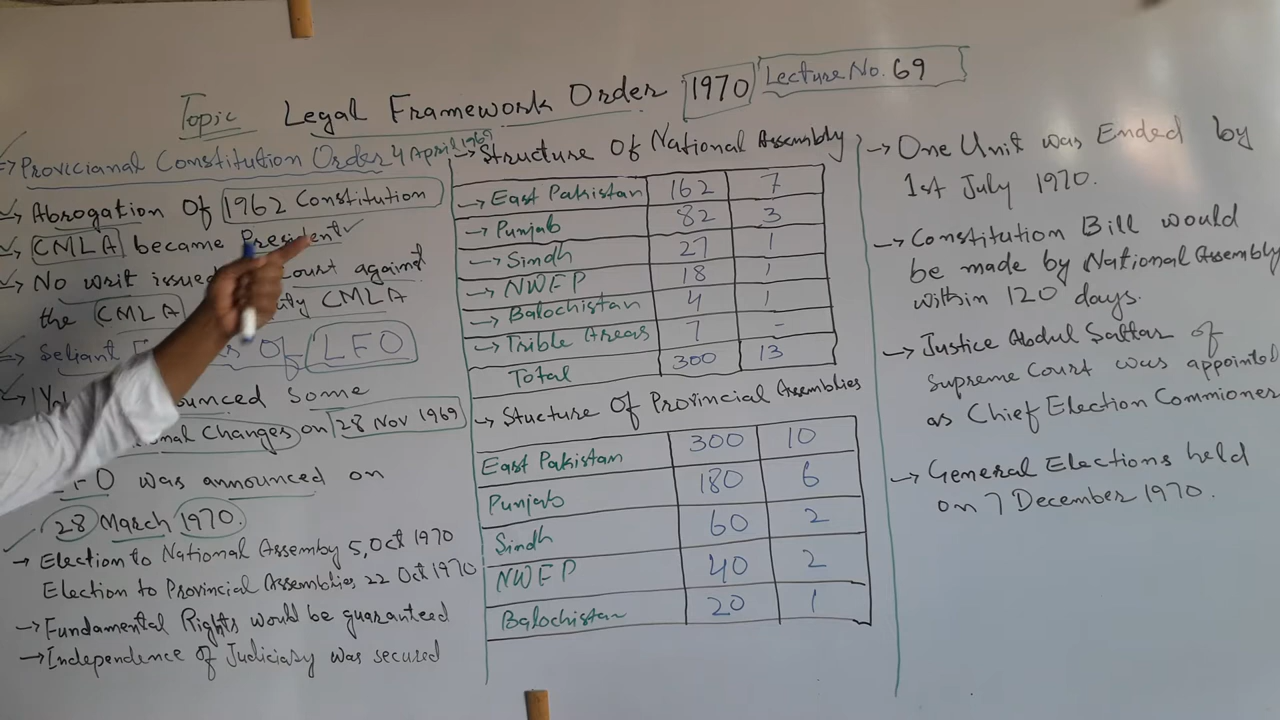 Topic Legal Framework Order 1970 Lecture No. 69
→ Provicianal Constitution Order 4 April 1969
→ Abrogation Of 1962 Constitution
→ CMLA became President
→ No writ issued Court against
the CMLA CMLA
→ Seliant Of LFO
→ Some
Changes on 28 Nov 1969
LFO was announced on
28 March 1970.
→ Election to National Assemby 5, Oct 1970
Election to Provincial Assemblies 22 Oct 1970
→ Fundamental Rights would be guaranteed
→ Independence of Judiciary was secured
→ Structure Of National Assembly
→ East Pakistan 162 7
→ Punjab 82 3
→ Sindh 27 1
→ NWFP 18 1
→ Balochistan 4 1
→ Trible Areas 7 -
Total 300 13
→ Stucture Of Provincial Assemblies
East Pakistan 300 10
Punjab 180 6
Sindh 60 2
NWFP 40 2
Balochistan 20 1
→ One Unit was Ended by
1st July 1970.
→ Constitution Bill would
be made by National Assembly
within 120 days.
→ Justice Abdul Sattar of
Supreme Court was appointed
as Chief Election Commioner
→ General Elections held
on 7 December 1970.